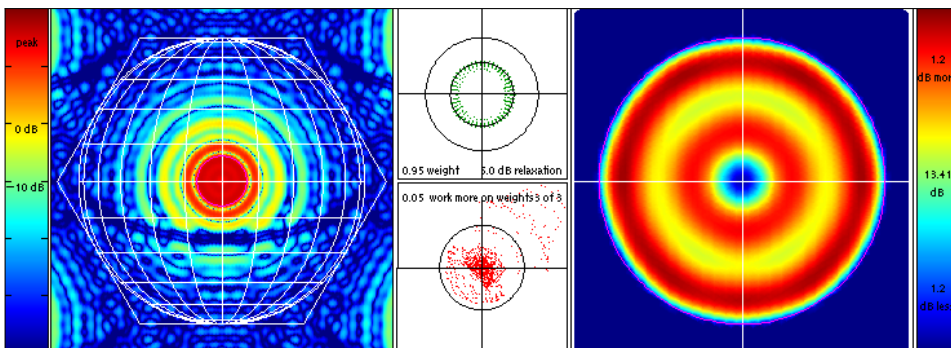 peak
0 dB
-10 dB
0.95 weight
5.0 dB relaxation
0.05 work more on weights
3 of 3
1.2
dB more
13.41
dB
1.2
dB less